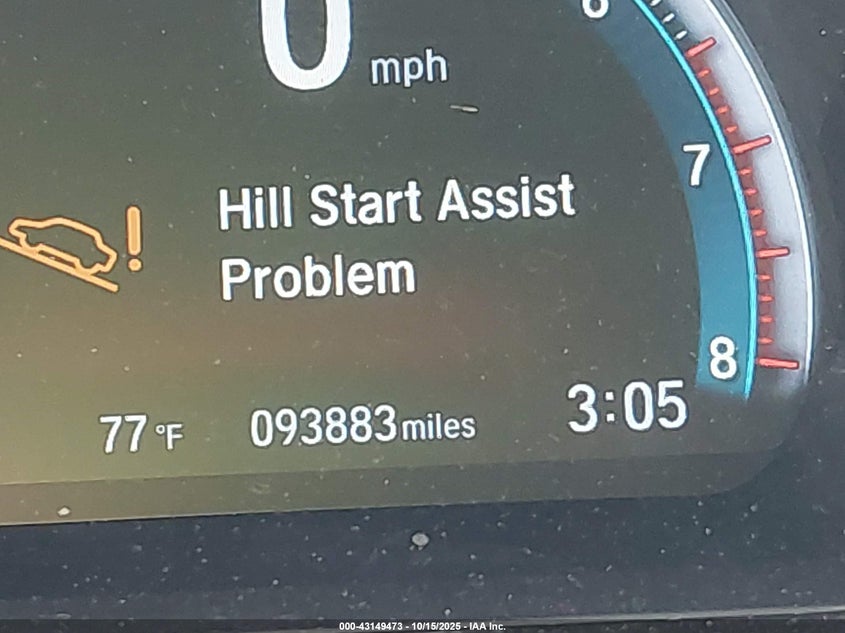 6
0 mph
7
Hill Start Assist
Problem
8
77 °F 093883 miles 3:05
000-43149473 - 10/15/2025 - IAA Inc.